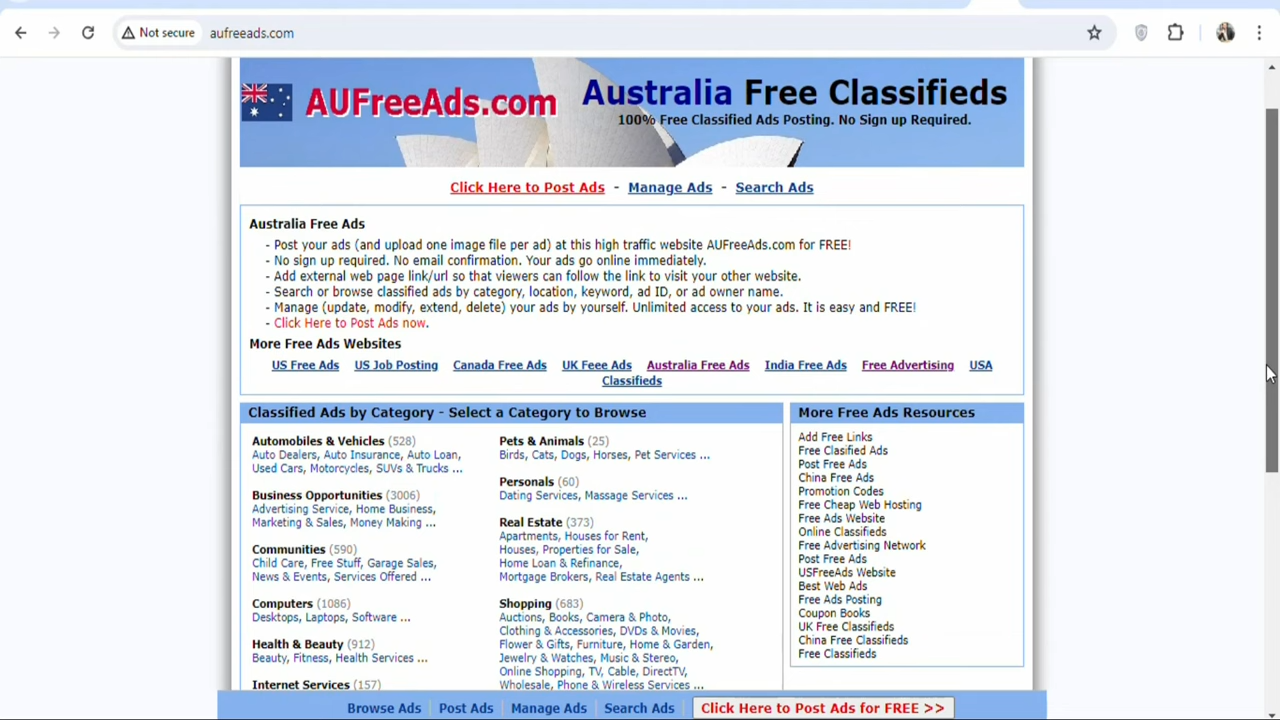 Not secure aufreeads.com
AUFreeAds.com
Australia Free Classifieds
100% Free Classified Ads Posting. No Sign up Required.
Click Here to Post Ads - Manage Ads - Search Ads
Australia Free Ads
- Post your ads (and upload one image file per ad) at this high traffic website AUFreeAds.com for FREE!
- No sign up required. No email confirmation. Your ads go online immediately.
- Add external web page link/url so that viewers can follow the link to visit your other website.
- Search or browse classified ads by category, location, keyword, ad ID, or ad owner name.
- Manage (update, modify, extend, delete) your ads by yourself. Unlimited access to your ads. It is easy and FREE!
- Click Here to Post Ads now.
More Free Ads Websites
US Free Ads US Job Posting Canada Free Ads UK Feee Ads Australia Free Ads India Free Ads Free Advertising USA
Classifieds
Classified Ads by Category - Select a Category to Browse
Automobiles & Vehicles (528)
Auto Dealers, Auto Insurance, Auto Loan,
Used Cars, Motorcycles, SUVs & Trucks ...
Business Opportunities (3006)
Advertising Service, Home Business,
Marketing & Sales, Money Making ...
Communities (590)
Child Care, Free Stuff, Garage Sales,
News & Events, Services Offered ...
Computers (1086)
Desktops, Laptops, Software ...
Health & Beauty (912)
Beauty, Fitness, Health Services ...
Internet Services (157)
Pets & Animals (25)
Birds, Cats, Dogs, Horses, Pet Services ...
Personals (60)
Dating Services, Massage Services ...
Real Estate (373)
Apartments, Houses for Rent,
Houses, Properties for Sale,
Home Loan & Refinance,
Mortgage Brokers, Real Estate Agents ...
Shopping (683)
Auctions, Books, Camera & Photo,
Clothing & Accessories, DVDs & Movies,
Flower & Gifts, Furniture, Home & Garden,
Jewelry & Watches, Music & Stereo,
Online Shopping, TV, Cable, DirectTV,
Wholesale, Phone & Wireless Services ...
More Free Ads Resources
Add Free Links
Free Clasified Ads
Post Free Ads
China Free Ads
Promotion Codes
Free Cheap Web Hosting
Free Ads Website
Online Classifieds
Free Advertising Network
Post Free Ads
USFreeAds Website
Best Web Ads
Free Ads Posting
Coupon Books
UK Free Classifieds
China Free Classifieds
Free Classifieds
Browse Ads | Post Ads | Manage Ads | Search Ads | Click Here to Post Ads for FREE >>